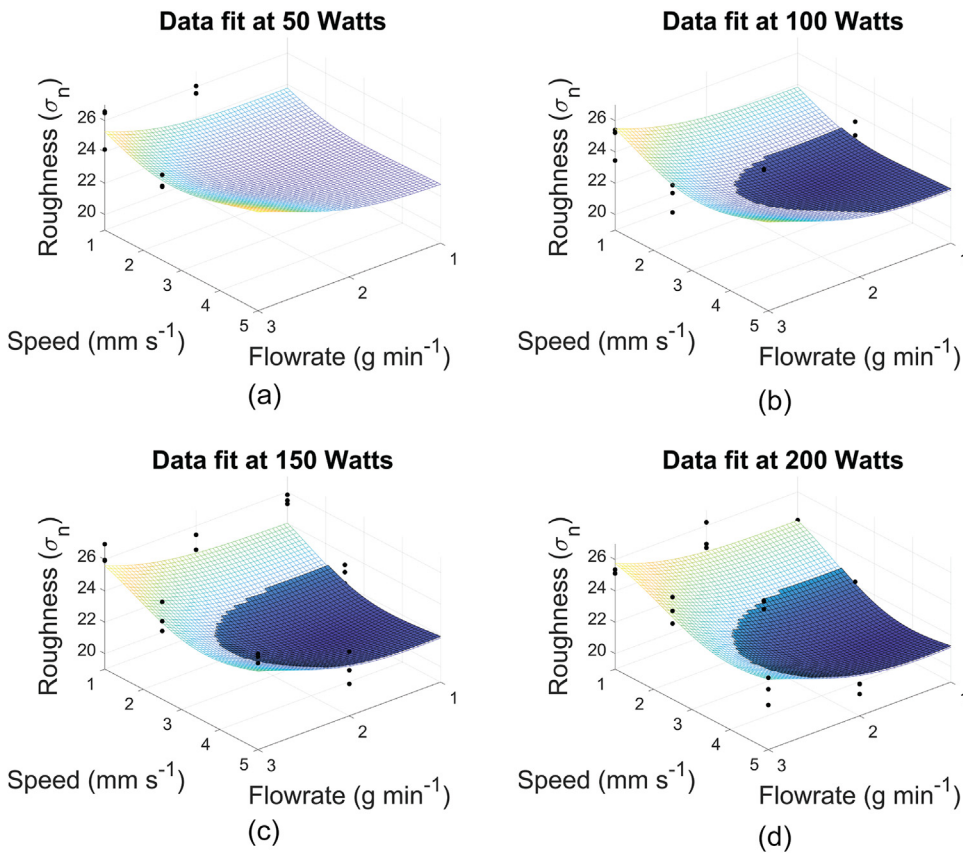 Data fit at 50 Watts
Roughness (σn)
26
24
22
20
1
2
3
4
5
3
2
1
Speed (mm s-1)
Flowrate (g min-1)
(a)
Data fit at 100 Watts
Roughness (σn)
26
24
22
20
1
2
3
4
5
3
2
1
Speed (mm s-1)
Flowrate (g min-1)
(b)
Data fit at 150 Watts
Roughness (σn)
26
24
22
20
1
2
3
4
5
3
2
1
Speed (mm s-1)
Flowrate (g min-1)
(c)
Data fit at 200 Watts
Roughness (σn)
26
24
22
20
1
2
3
4
5
3
2
1
Speed (mm s-1)
Flowrate (g min-1)
(d)